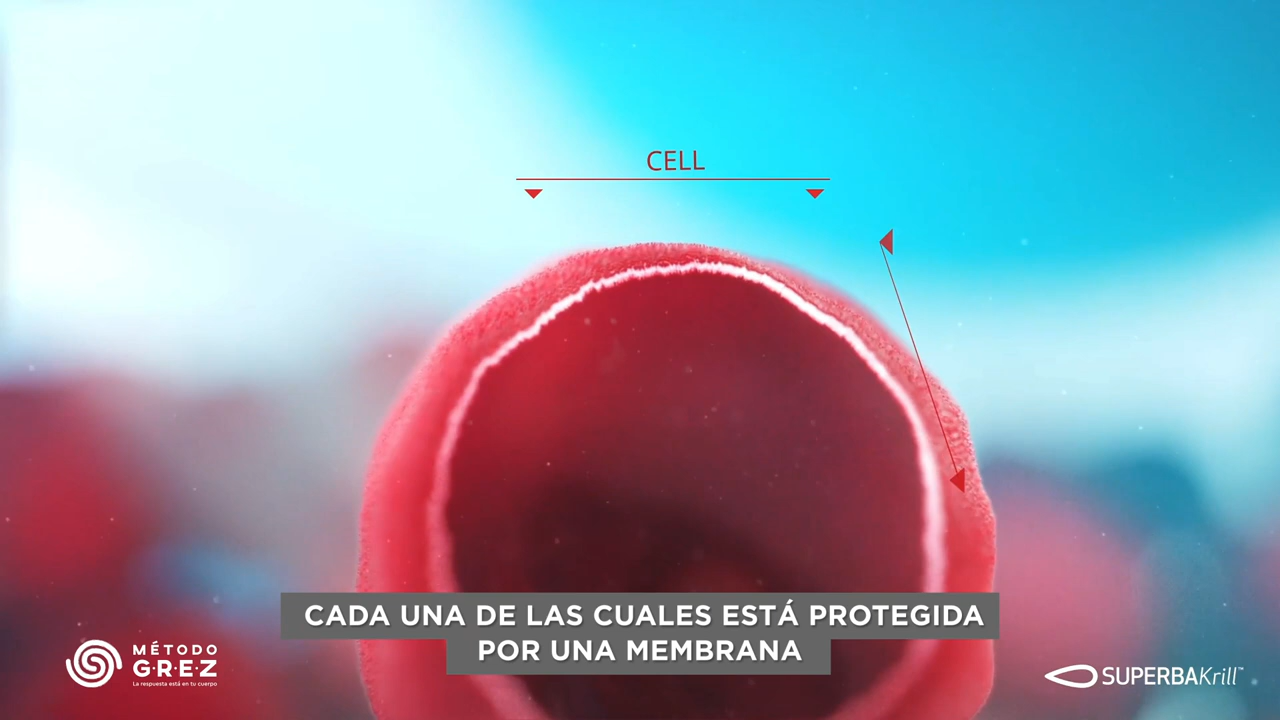 CELL
CADA UNA DE LAS CUALES ESTÁ PROTEGIDA
POR UNA MEMBRANA
MÉTODO
G·R·E·Z
La respuesta está en tu cuerpo
SUPERBAKrill™